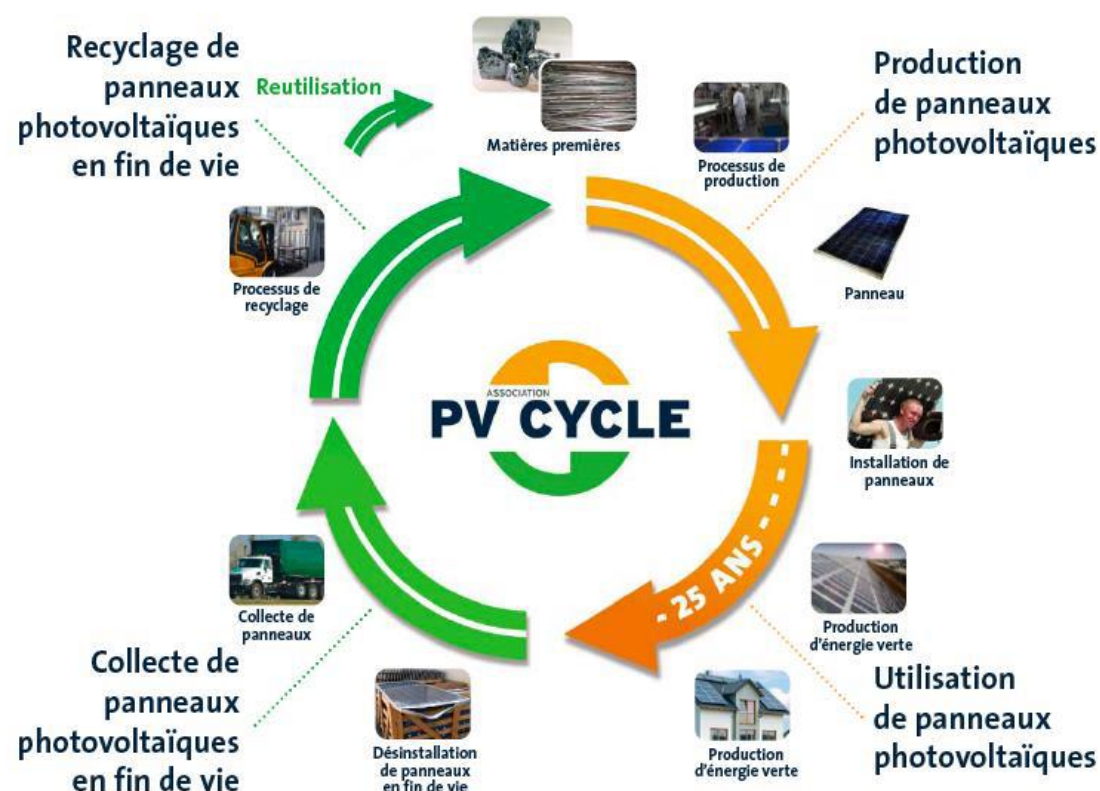 Recyclage de
panneaux
photovoltaïques
en fin de vie
Reutilisation
Matières premières
Processus de
production
Production
de panneaux
photovoltaïques
Panneau
Processus de
recyclage
ASSOCIATION
PV CYCLE
Installation de
panneaux
- 25 ANS - - - -
Production
d'énergie verte
Utilisation
de panneaux
photovoltaïques
Production
d'énergie verte
Désinstallation
de panneaux
en fin de vie
Collecte de
panneaux
Collecte de
panneaux
photovoltaïques
en fin de vie